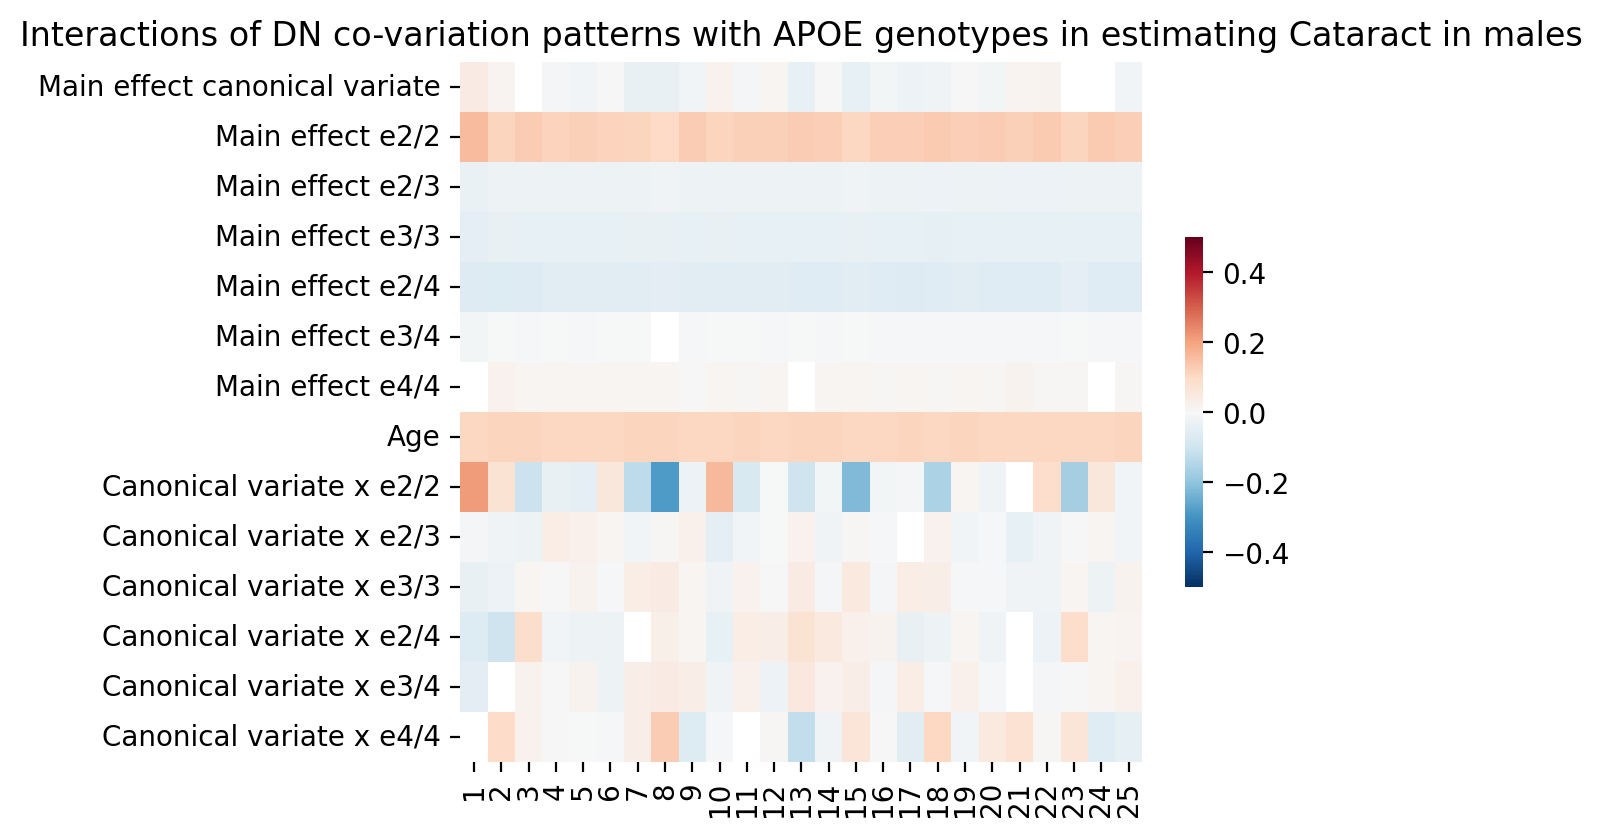 Interactions of DN co-variation patterns with APOE genotypes in estimating Cataract in males
Main effect canonical variate
Main effect e2/2
Main effect e2/3
Main effect e3/3
Main effect e2/4
Main effect e3/4
Main effect e4/4
Age
Canonical variate x e2/2
Canonical variate x e2/3
Canonical variate x e3/3
Canonical variate x e2/4
Canonical variate x e3/4
Canonical variate x e4/4
1 2 3 4 5 6 7 8 9 10 11 12 13 14 15 16 17 18 19 20 21 22 23 24 25
0.4
0.2
0.0
−0.2
−0.4